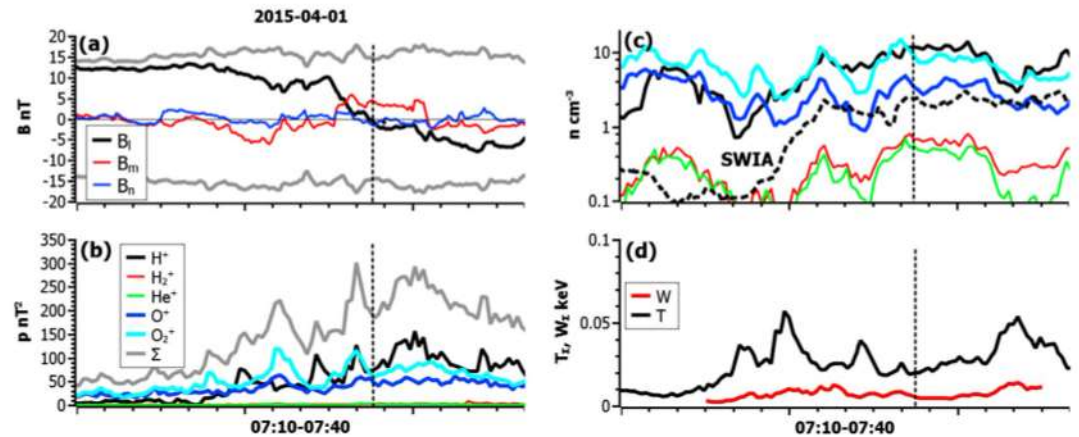 2015-04-01
(a)
B nT
20
15
10
5
0
-5
-10
-15
-20
Bₗ
Bₘ
Bₙ
(b)
p nT²
350
300
250
200
150
100
50
0
H⁺
H₂⁺
He⁺
O⁺
O₂⁺
Σ
07:10-07:40
(c)
n cm⁻³
10
1
0.1
SWIA
(d)
T_Σ, W_Σ keV
0.1
0.05
0
W
T
07:10-07:40